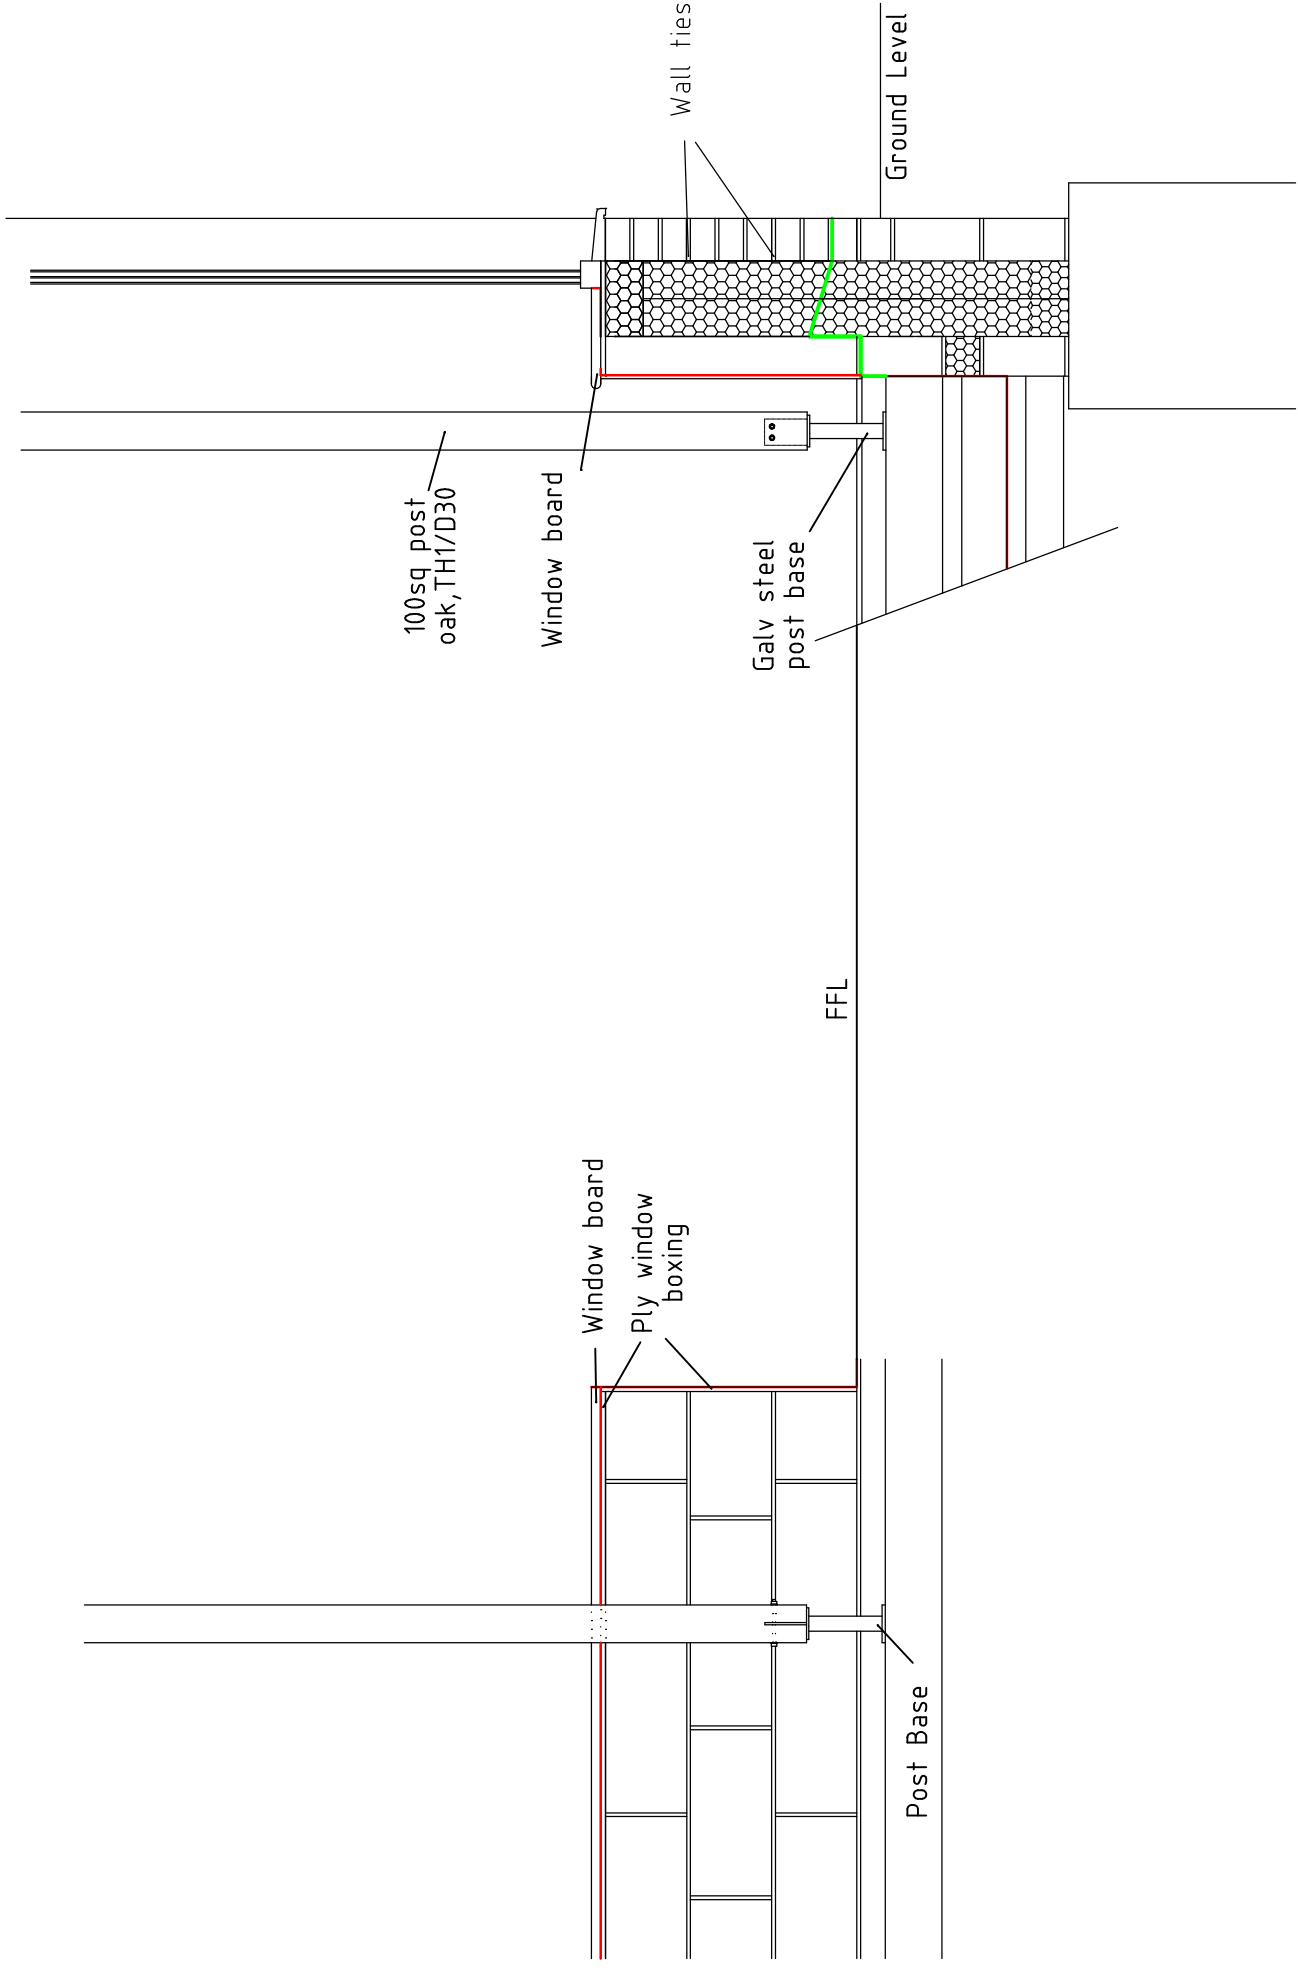 100sq post
oak,TH1/D30
Window board
Window board
Ply window
boxing
Wall ties
Galv steel
post base
FFL
Ground Level
Post Base